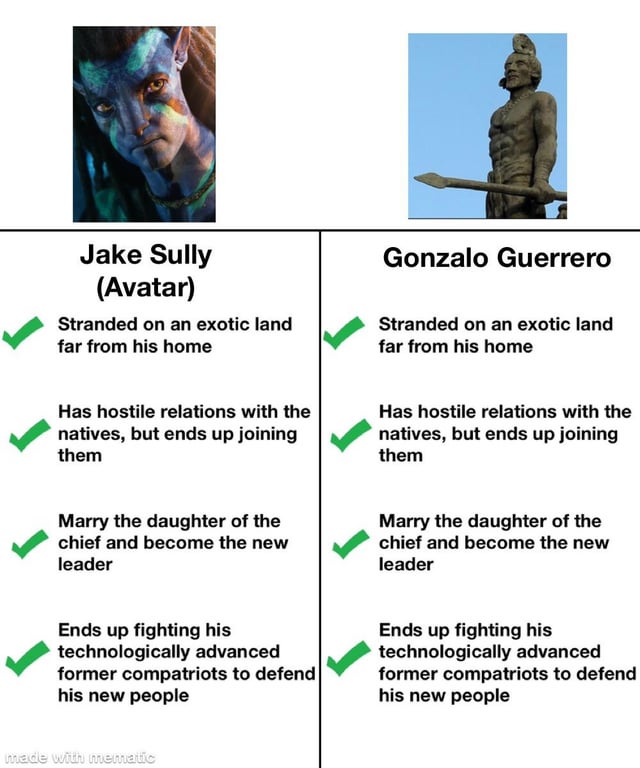 Jake Sully
(Avatar)
Stranded on an exotic land
far from his home
Has hostile relations with the
natives, but ends up joining
them
Marry the daughter of the
chief and become the new
leader
Ends up fighting his
technologically advanced
former compatriots to defend
his new people
Gonzalo Guerrero
Stranded on an exotic land
far from his home
Has hostile relations with the
natives, but ends up joining
them
Marry the daughter of the
chief and become the new
leader
Ends up fighting his
technologically advanced
former compatriots to defend
his new people
made with mematic